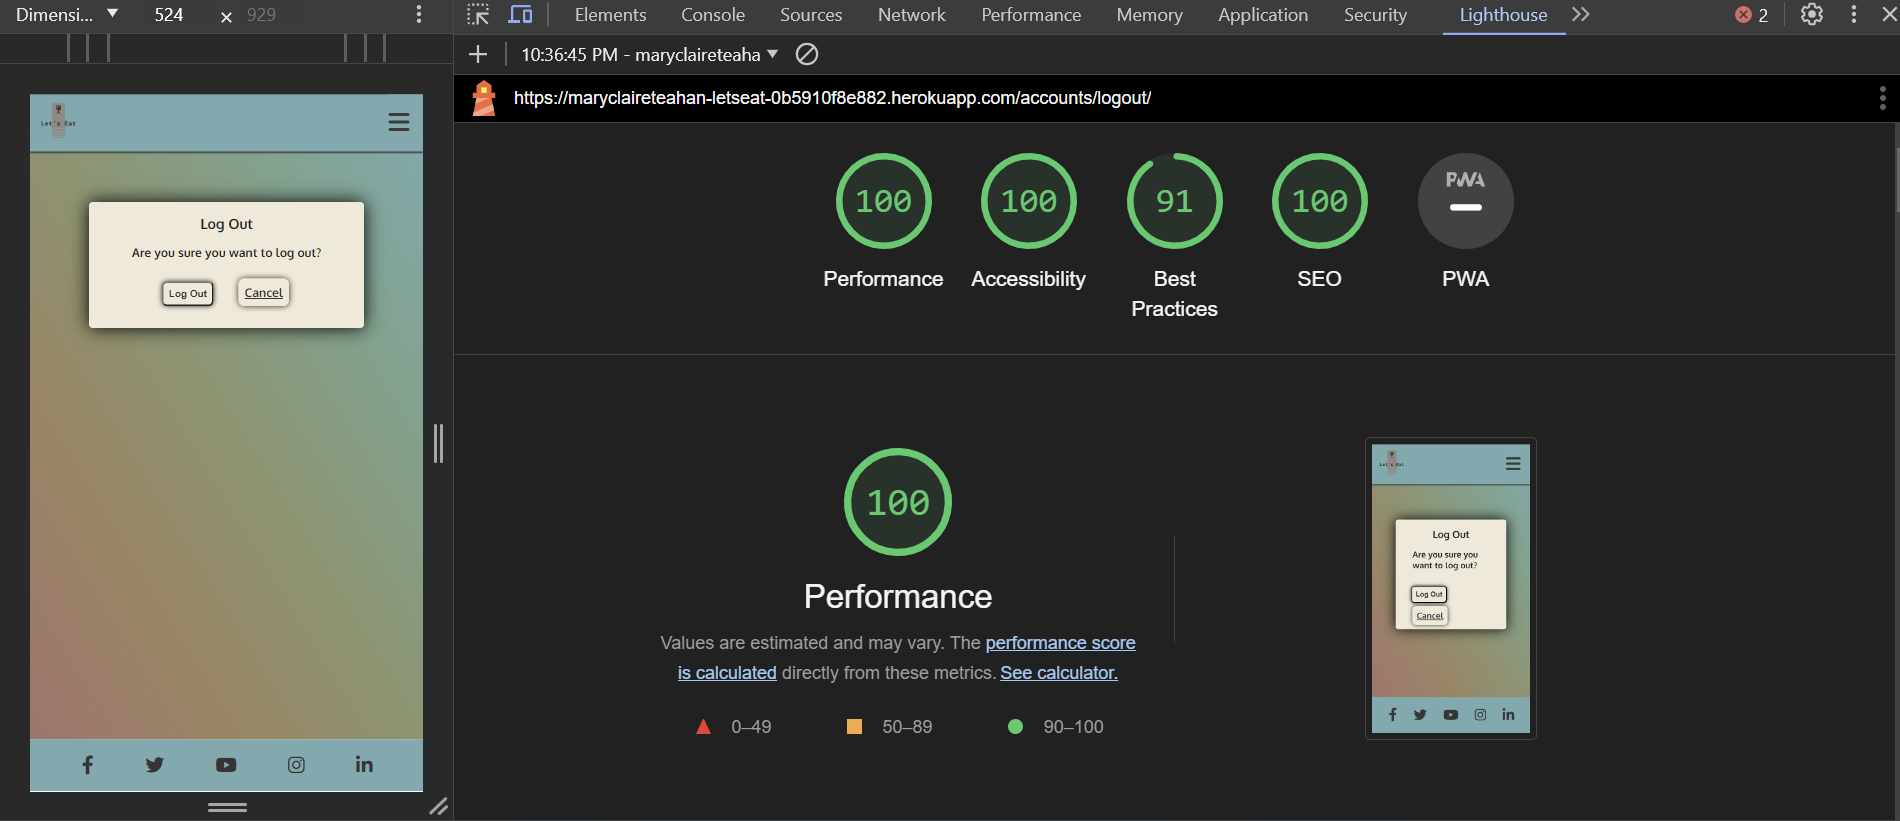 Dimensi... 524 × 929
Elements Console Sources Network Performance Memory Application Security Lighthouse 2
10:36:45 PM - maryclaireteaha
https://maryclaireteahan-letseat-0b5910f8e882.herokuapp.com/accounts/logout/
Let's Eat
Log Out
Are you sure you want to log out?
Log Out Cancel
100 100 91 100 PWA
Performance Accessibility Best Practices SEO PWA
100
Performance
Values are estimated and may vary. The performance score
is calculated directly from these metrics. See calculator.
0–49 50–89 90–100
Let's Eat
Log Out
Are you sure you
want to log out?
Log Out
Cancel